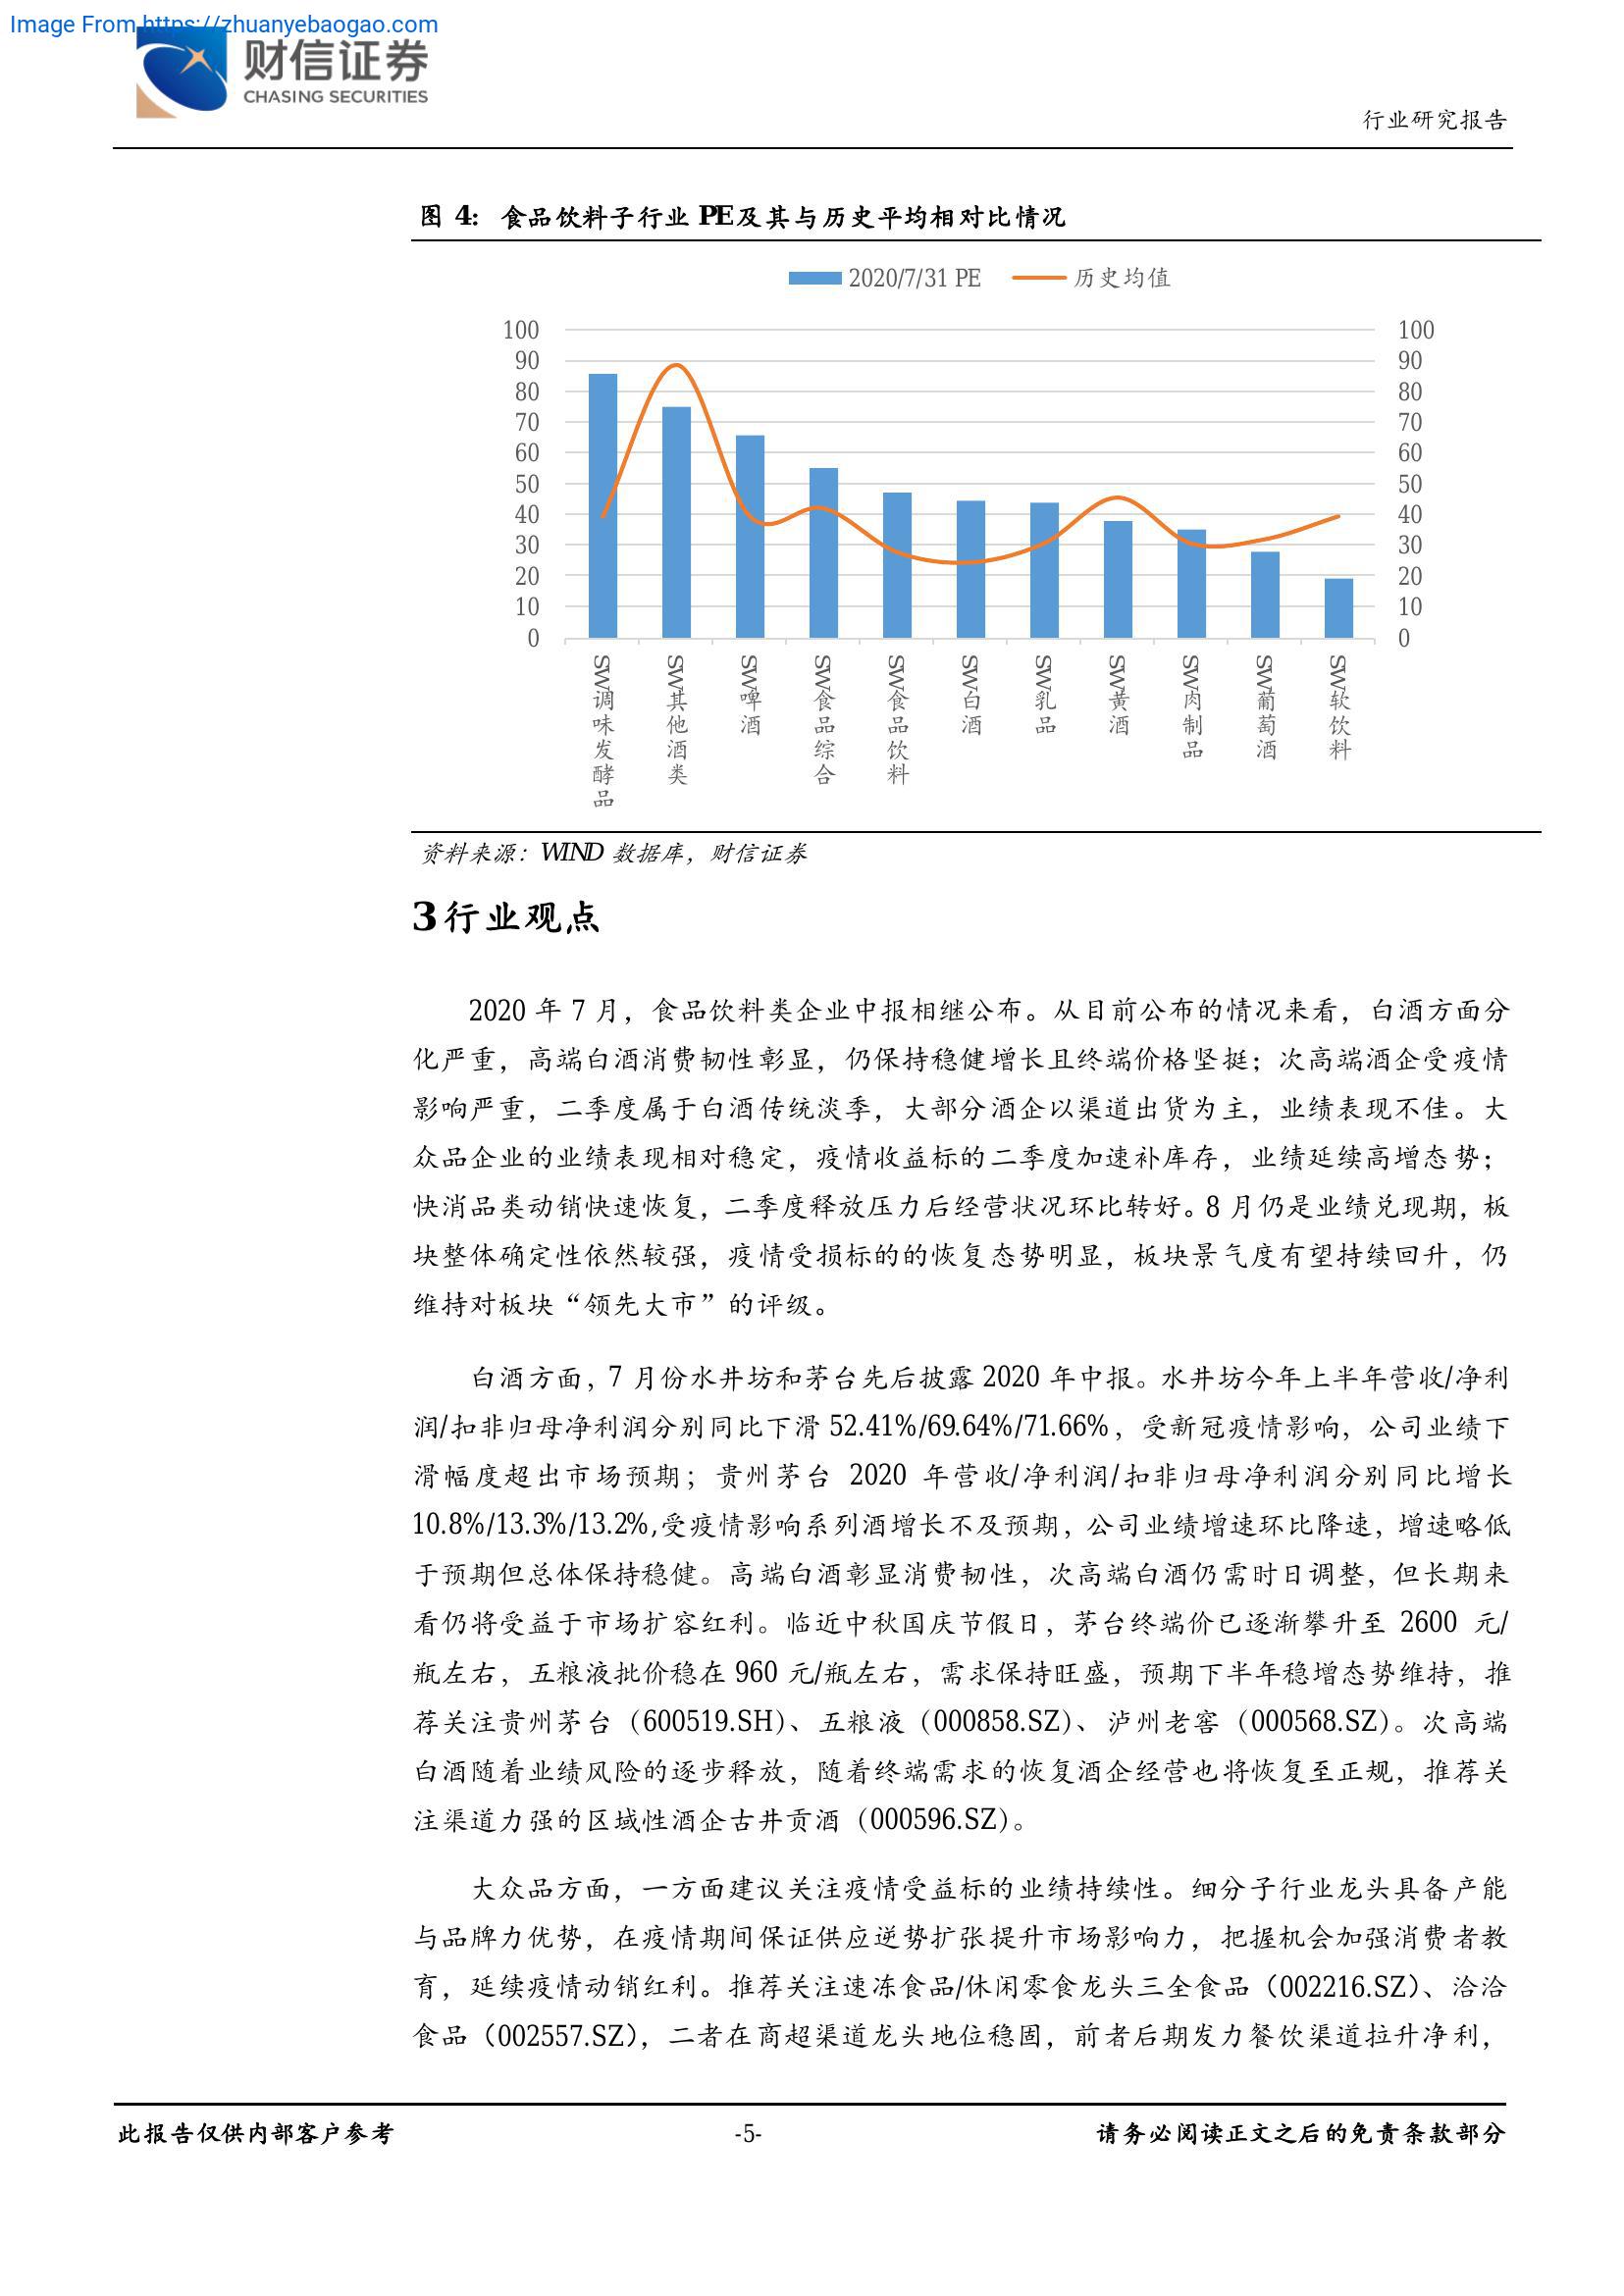 Image From https://zhuanyebaogao.com
财信证券
CHASING SECURITIES
行业研究报告
图 4: 食品饮料子行业 PE及其与历史平均相对比情况
2020/7/31 PE 历史均值
100 100
90 90
80 80
70 70
60 60
50 50
40 40
30 30
20 20
10 10
0 0
SW调味发酵品
SW其他酒类
SW啤酒
SW食品综合
SW食品饮料
SW白酒
SW乳品
SW黄酒
SW肉制品
SW葡萄酒
SW软饮料
资料来源：WIND 数据库，财信证券
3行业观点
2020 年 7 月，食品饮料类企业中报相继公布。从目前公布的情况来看，白酒方面分
化严重，高端白酒消费韧性彰显，仍保持稳健增长且终端价格坚挺；次高端酒企受疫情
影响严重，二季度属于白酒传统淡季，大部分酒企以渠道出货为主，业绩表现不佳。大
众品企业的业绩表现相对稳定，疫情收益标的二季度加速补库存，业绩延续高增态势；
快消品类动销快速恢复，二季度释放压力后经营状况环比转好。8 月仍是业绩兑现期，板
块整体确定性依然较强，疫情受损标的的恢复态势明显，板块景气度有望持续回升，仍
维持对板块“领先大市”的评级。
白酒方面，7 月份水井坊和茅台先后披露 2020 年中报。水井坊今年上半年营收/净利
润/扣非归母净利润分别同比下滑 52.41%/69.64%/71.66%，受新冠疫情影响，公司业绩下
滑幅度超出市场预期；贵州茅台 2020 年营收/净利润/扣非归母净利润分别同比增长
10.8%/13.3%/13.2%,受疫情影响系列酒增长不及预期，公司业绩增速环比降速，增速略低
于预期但总体保持稳健。高端白酒彰显消费韧性，次高端白酒仍需时日调整，但长期来
看仍将受益于市场扩容红利。临近中秋国庆节假日，茅台终端价已逐渐攀升至 2600 元/
瓶左右，五粮液批价稳在 960 元/瓶左右，需求保持旺盛，预期下半年稳增态势维持，推
荐关注贵州茅台（600519.SH）、五粮液（000858.SZ）、泸州老窖（000568.SZ）。次高端
白酒随着业绩风险的逐步释放，随着终端需求的恢复酒企经营也将恢复至正规，推荐关
注渠道力强的区域性酒企古井贡酒（000596.SZ）。
大众品方面，一方面建议关注疫情受益标的业绩持续性。细分子行业龙头具备产能
与品牌力优势，在疫情期间保证供应逆势扩张提升市场影响力，把握机会加强消费者教
育，延续疫情动销红利。推荐关注速冻食品/休闲零食龙头三全食品（002216.SZ）、洽洽
食品（002557.SZ），二者在商超渠道龙头地位稳固，前者后期发力餐饮渠道拉升净利，
此报告仅供内部客户参考 -5- 请务必阅读正文之后的免责条款部分